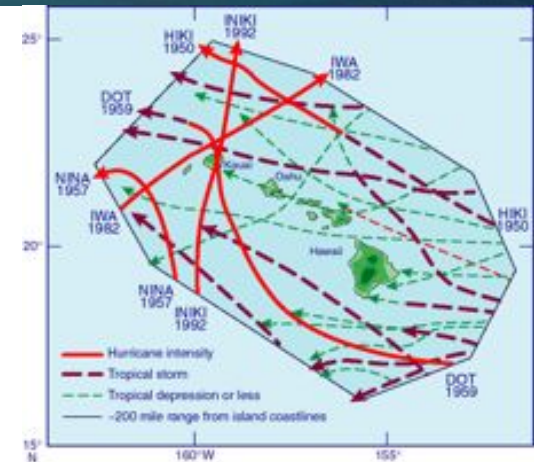 25°
HIKI
1950
INIKI
1992
IWA
1982
DOT
1959
NINA
1957
Kauai
Oahu
IWA
1982
HIKI
1950
20°
Hawaii
NINA
1957
INIKI
1992
Hurricane intensity
Tropical storm
Tropical depression or less
~200 mile range from island coastlines
DOT
1959
15°
N
160°W
155°